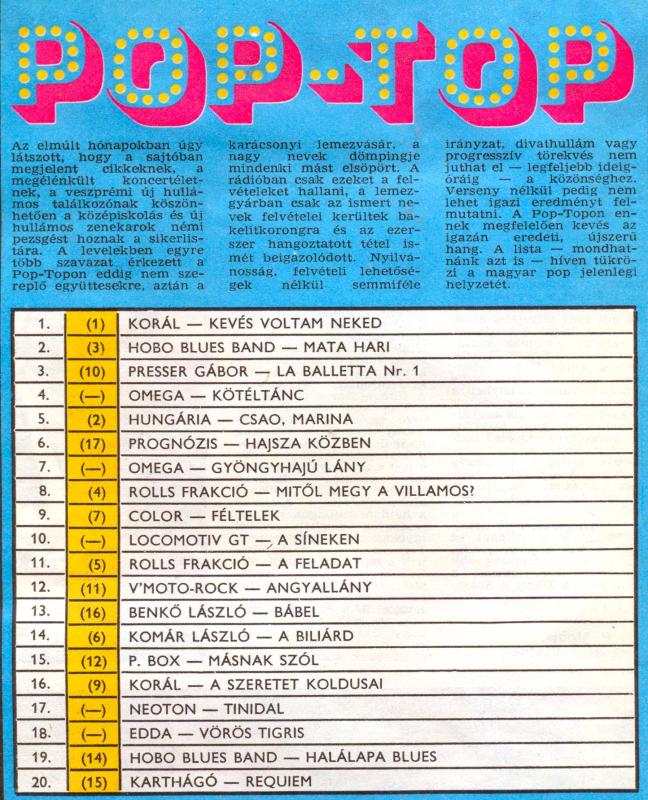 POP-TOP
Az elmúlt hónapokban úgy
látszott, hogy a sajtóban
megjelent cikkeknek, a
megélénkült koncertélet-
nek, a veszprémi új hullá-
mos találkozónak köszön-
hetően a középiskolás és új
hullámos zenekarok némi
pezsgést hoznak a sikerlis-
tára. A levelekben egyre
több szavazat érkezett a
Pop-Topon eddig nem sze-
replő együttesekre, aztán a
karácsonyi lemezvásár, a
nagy nevek dömpingje
mindenki mást elsöpört. A
rádióban csak ezeket a fel-
vételeket hallani, a lemez-
gyárban csak az ismert ne-
vek felvételei kerültek ba-
kelitkorongra és az ezer-
szer hangoztatott tétel is-
mét beigazolódott. Nyilvá-
nosság, felvételi lehetősé-
gek nélkül semmiféle
irányzat, divathullám vagy
progresszív törekvés nem
juthat el — legfeljebb ideig-
óráig — a közönséghez.
Verseny nélkül pedig nem
lehet igazi eredményt fel-
mutatni. A Pop-Topon en-
nek megfelelően kevés az
igazán eredeti, újszerű
hang. A lista — mondhat-
nánk azt is — híven tükrö-
zi a magyar pop jelenlegi
helyzetét.
1. (1) KORÁL — KEVÉS VOLTAM NEKED
2. (3) HOBO BLUES BAND — MATA HARI
3. (10) PRESSER GÁBOR — LA BALLETTA Nr. 1
4. (—) OMEGA — KÖTÉLTÁNC
5. (2) HUNGÁRIA — CSAO, MARINA
6. (17) PROGNÓZIS — HAJSZA KÖZBEN
7. (—) OMEGA — GYÖNGYHAJÚ LÁNY
8. (4) ROLLS FRAKCIÓ — MITŐL MEGY A VILLAMOS?
9. (7) COLOR — FÉLTELEK
10. (—) LOCOMOTIV GT — A SÍNEKEN
11. (5) ROLLS FRAKCIÓ — A FELADAT
12. (11) V'MOTO-ROCK — ANGYALLÁNY
13. (16) BENKŐ LÁSZLÓ — BÁBEL
14. (6) KOMÁR LÁSZLÓ — A BILIÁRD
15. (12) P. BOX — MÁSNAK SZÓL
16. (9) KORÁL — A SZERETET KOLDUSAI
17. (—) NEOTON — TINIDAL
18. (—) EDDA — VÖRÖS TIGRIS
19. (14) HOBO BLUES BAND — HALÁLAPA BLUES
20. (15) KARTHÁGÓ — REQUIEM